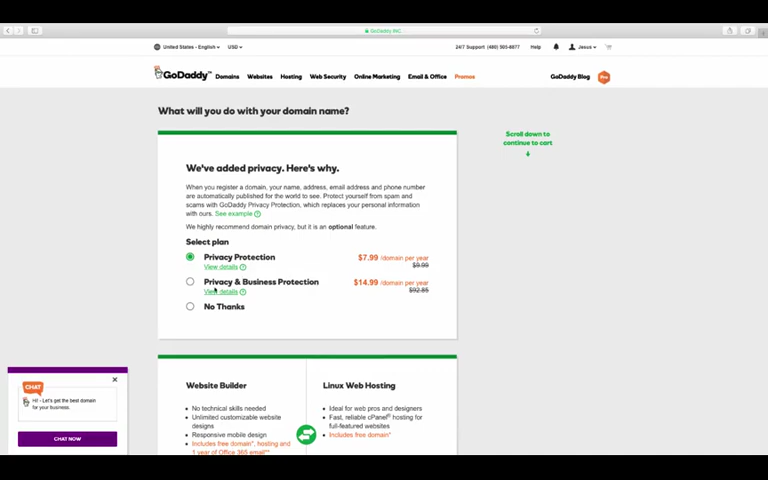 GoDaddy INC.
United States - English
USD
24/7 Support (480) 505-8877
Help
Jesus
GoDaddy™
Domains
Websites
Hosting
Web Security
Online Marketing
Email & Office
Promos
GoDaddy Blog
Pro
What will you do with your domain name?
Scroll down to
continue to cart
We've added privacy. Here's why.
When you register a domain, your name, address, email address and phone number
are automatically published for the world to see. Protect yourself from spam and
scams with GoDaddy Privacy Protection, which replaces your personal information
with ours. See example
We highly recommend domain privacy, but it is an optional feature.
Select plan
Privacy Protection $7.99 /domain per year
View details $9.99
Privacy & Business Protection $14.99 /domain per year
View details $92.85
No Thanks
CHAT
Hi! - Let's get the best domain
for your business.
CHAT NOW
Website Builder
• No technical skills needed
• Unlimited customizable website
designs
• Responsive mobile design
• Includes free domain*, hosting and
1 year of Office 365 email**
Linux Web Hosting
• Ideal for web pros and designers
• Fast, reliable cPanel® hosting for
full-featured websites
• Includes free domain*